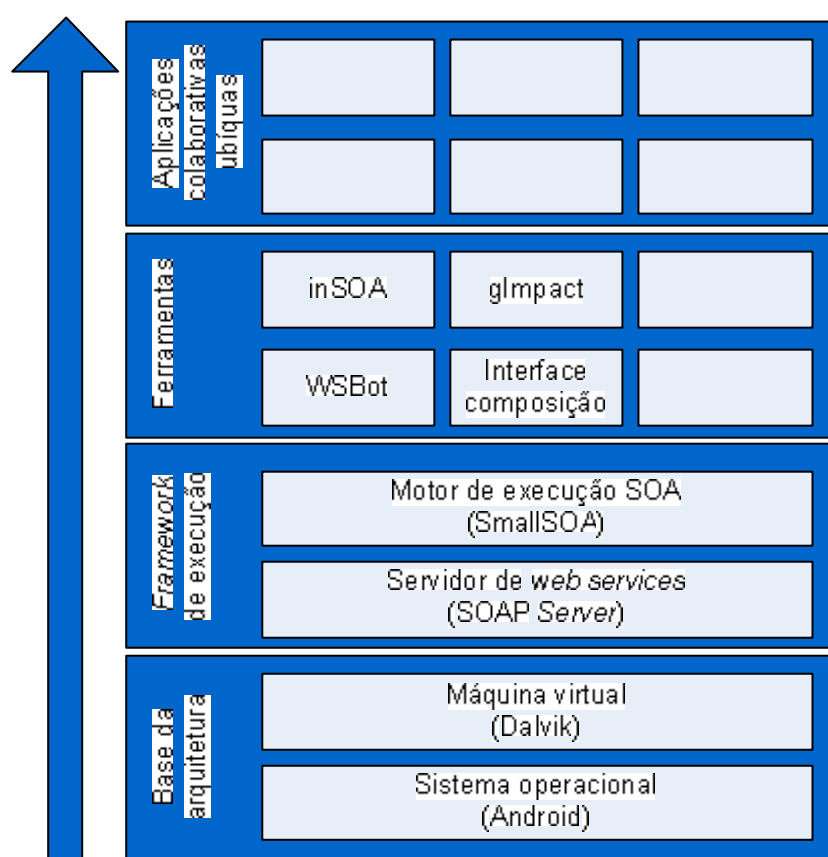 Aplicações
colaborativas
ubíquas
Ferramentas
inSOA
gImpact
WSBot
Interface
composição
Framework
de execução
Motor de execução SOA
(SmallSOA)
Servidor de web services
(SOAP Server)
Base da
arquitetura
Máquina virtual
(Dalvik)
Sistema operacional
(Android)